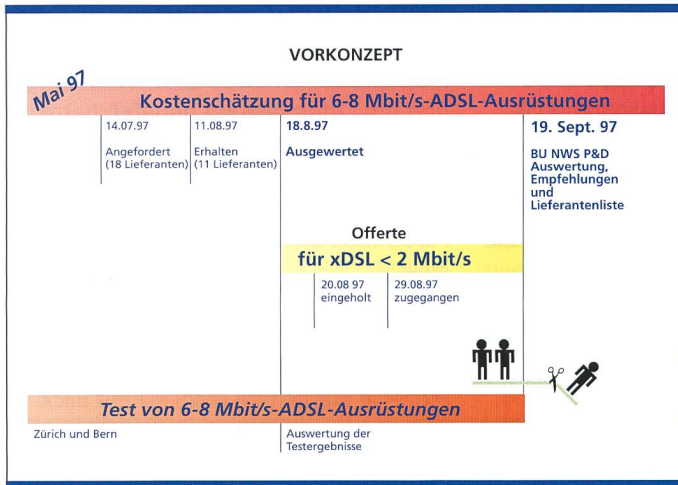 VORKONZEPT
Mai 97
Kostenschätzung für 6-8 Mbit/s-ADSL-Ausrüstungen
14.07.97
Angefordert
(18 Lieferanten)
11.08.97
Erhalten
(11 Lieferanten)
18.8.97
Ausgewertet
19. Sept. 97
BU NWS P&D
Auswertung,
Empfehlungen
und
Lieferantenliste
Offerte
für xDSL < 2 Mbit/s
20.08 97
eingeholt
29.08.97
zugegangen
Test von 6-8 Mbit/s-ADSL-Ausrüstungen
Zürich und Bern
Auswertung der
Testergebnisse